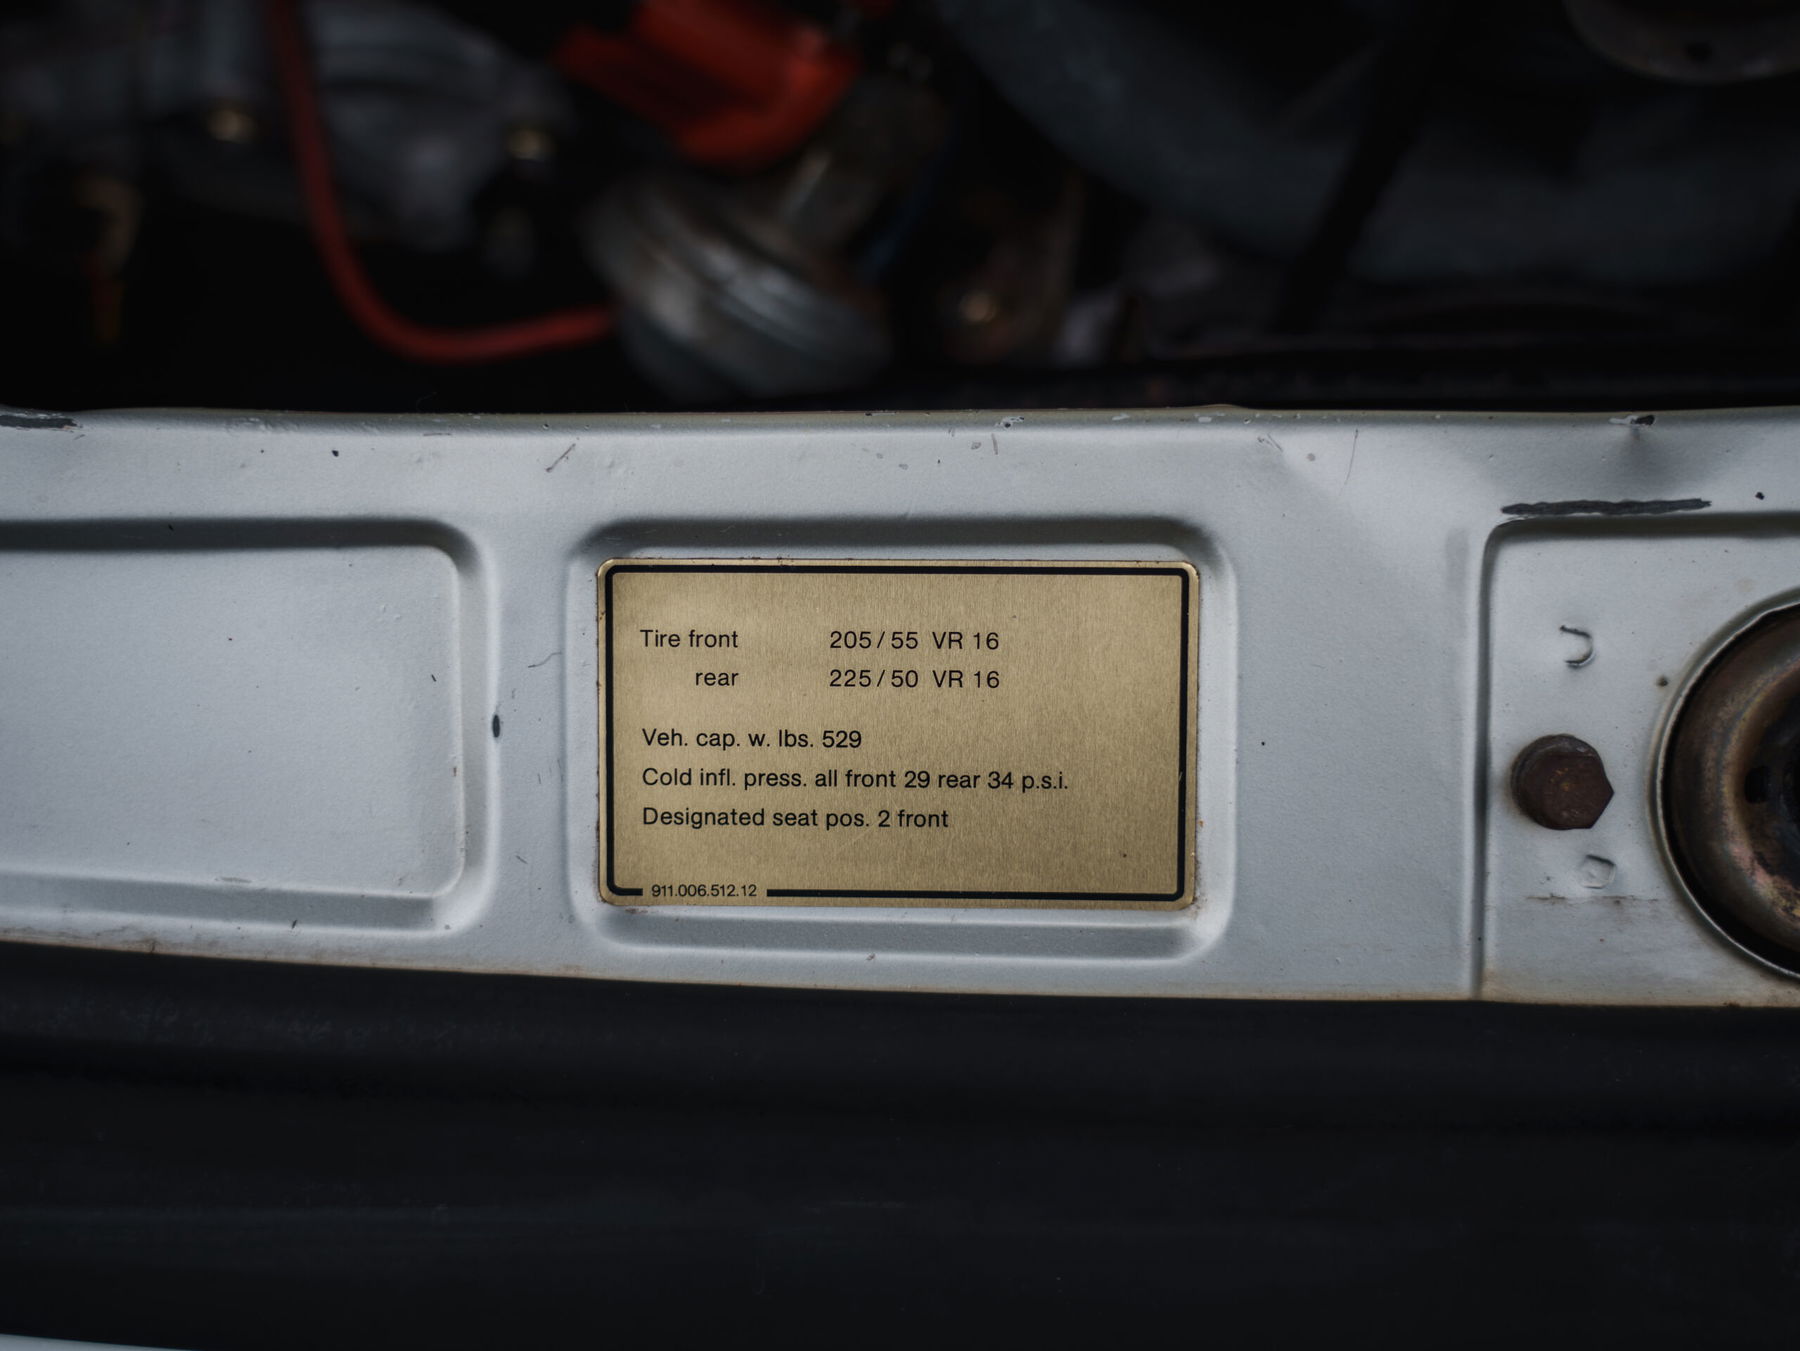 Tire front 205/55 VR 16
rear 225/50 VR 16
Veh. cap. w. lbs. 529
Cold infl. press. all front 29 rear 34 p.s.i.
Designated seat pos. 2 front
911.006.512.12